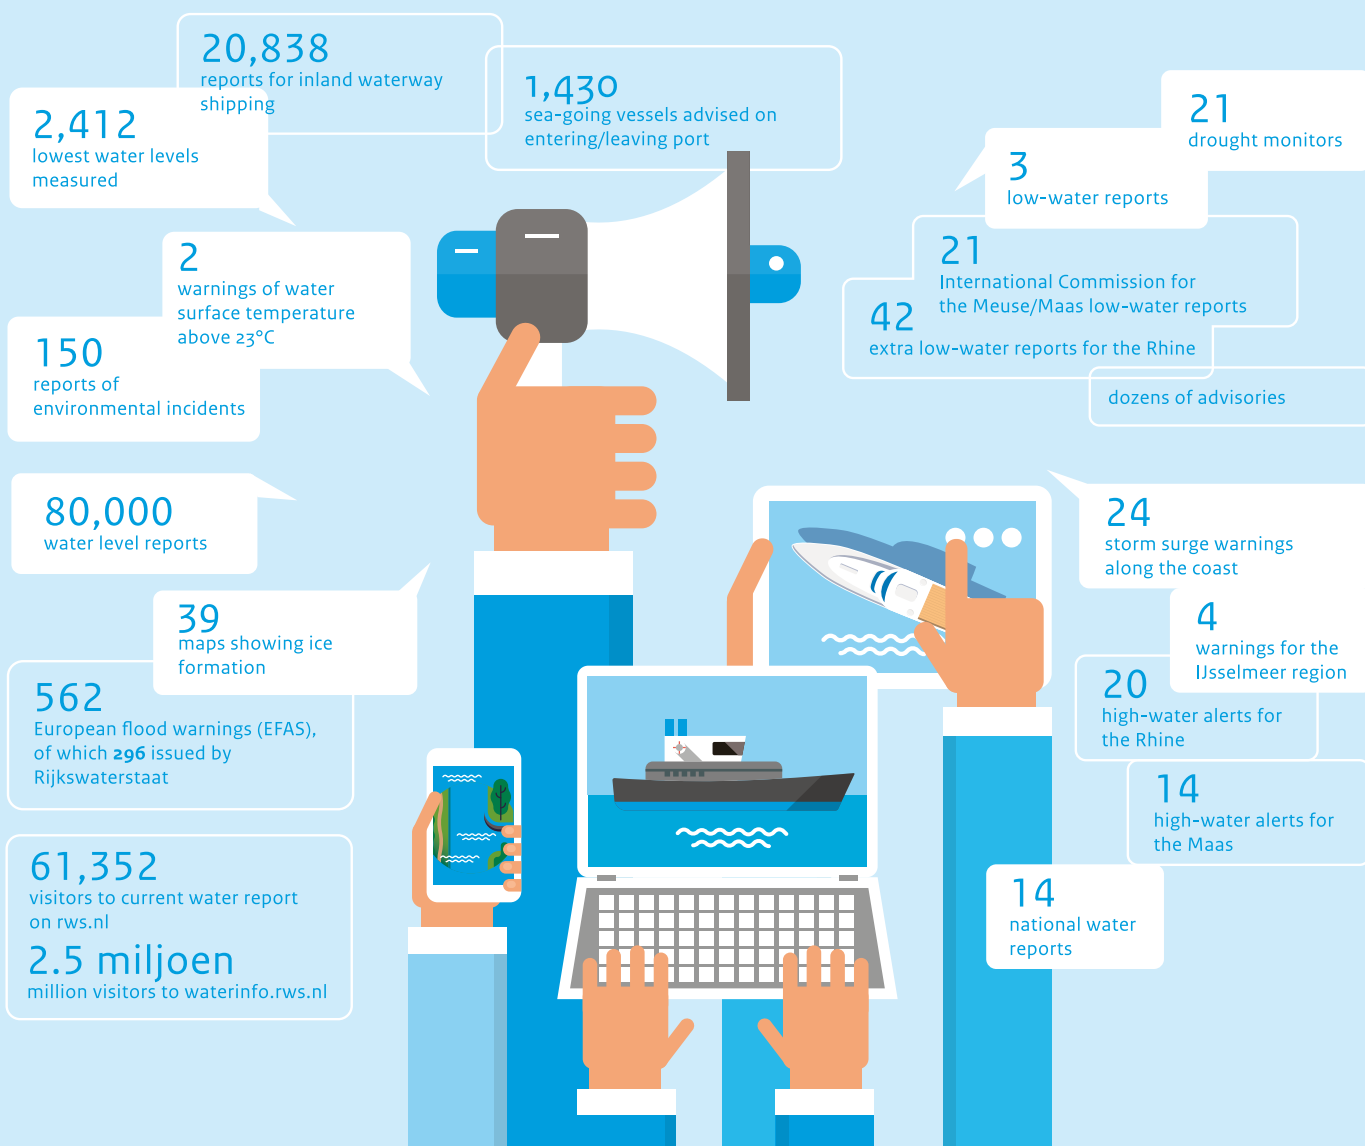 20,838
reports for inland waterway
shipping
1,430
sea-going vessels advised on
entering/leaving port
2,412
lowest water levels
measured
21
drought monitors
3
low-water reports
2
warnings of water
surface temperature
above 23°C
21
International Commission for
the Meuse/Maas low-water reports
42
extra low-water reports for the Rhine
150
reports of
environmental incidents
dozens of advisories
80,000
water level reports
24
storm surge warnings
along the coast
39
maps showing ice
formation
4
warnings for the
IJsselmeer region
562
European flood warnings (EFAS),
of which 296 issued by
Rijkswaterstaat
20
high-water alerts for
the Rhine
14
high-water alerts for
the Maas
61,352
visitors to current water report
on rws.nl
2.5 miljoen
million visitors to waterinfo.rws.nl
14
national water
reports